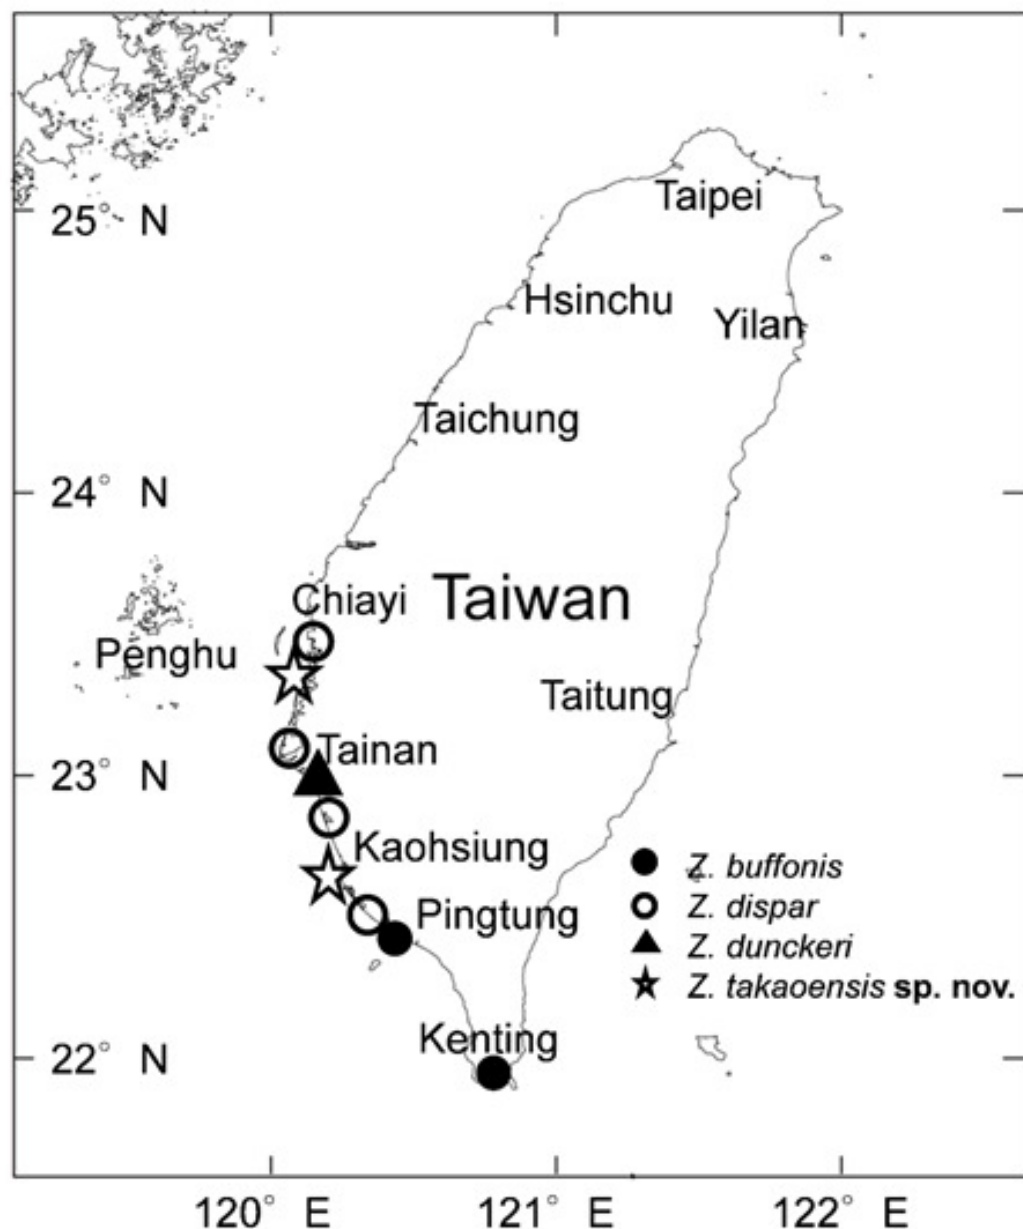 Taipei
25° N
Hsinchu
Yilan
Taichung
24° N
Chiayi
Taiwan
Penghu
Taitung
Tainan
23° N
Kaohsiung
Z. buffonis
Pingtung
Z. dispar
Z. dunckeri
Z. takaoensis sp. nov.
Kenting
22° N
120° E
121° E
122° E